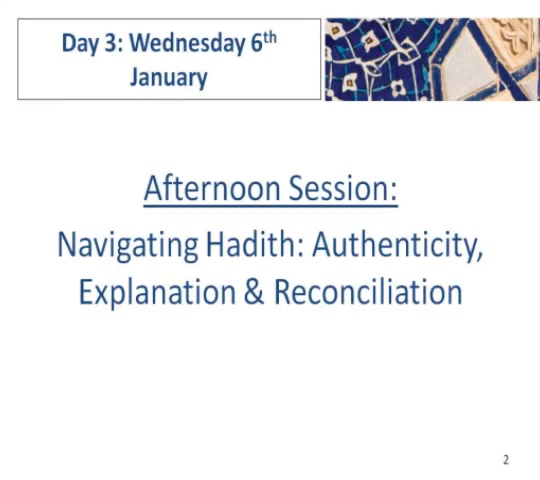 Day 3: Wednesday 6th
January
Afternoon Session:
Navigating Hadith: Authenticity,
Explanation & Reconciliation
2